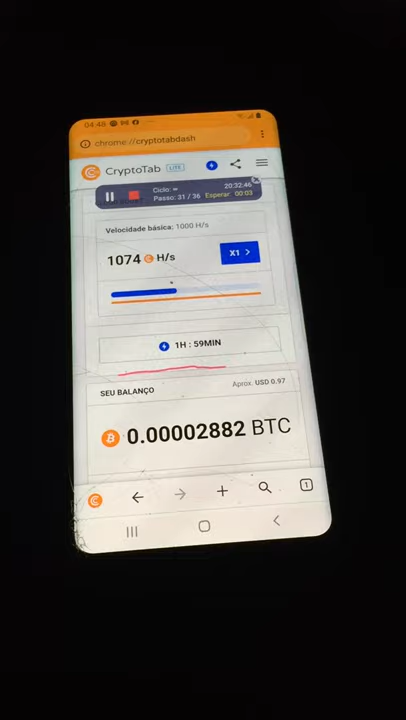 04:48
chrome://cryptotabdash
CryptoTab LITE
Ciclo: ∞ 20:32:46
Passo: 31 / 36 Esperar: 00:03
Velocidade básica: 1000 H/s
1074 H/s
X1 >
1H : 59MIN
SEU BALANÇO
Aprox. USD 0.97
0.00002882 BTC
1